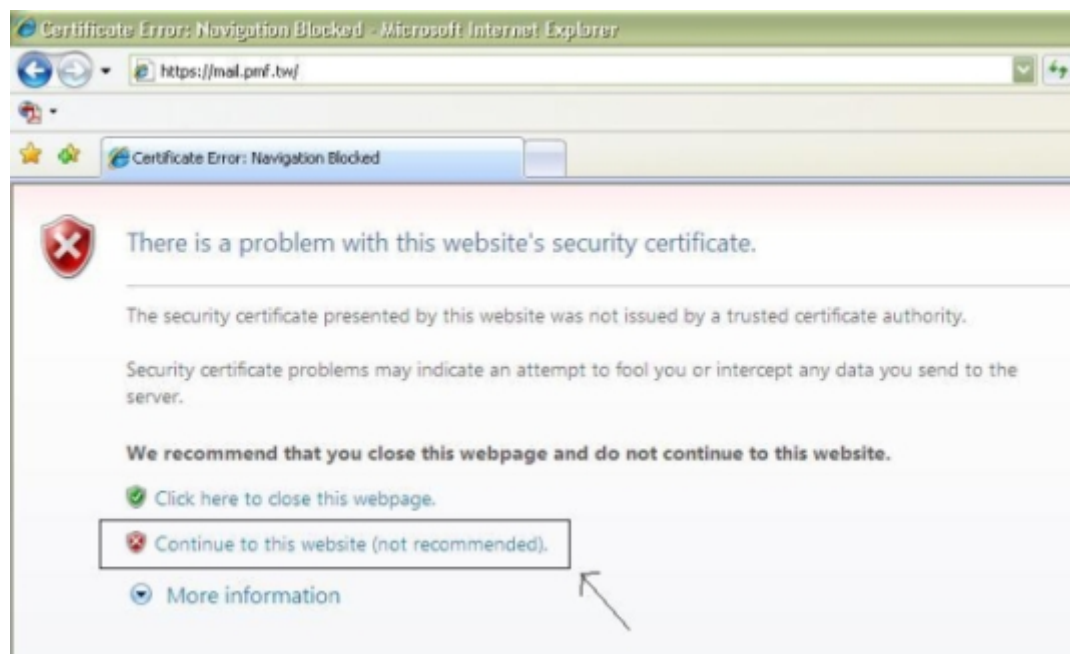 Certificate Error: Navigation Blocked - Microsoft Internet Explorer
https://mail.pmf.tw/
Certificate Error: Navigation Blocked
There is a problem with this website's security certificate.
The security certificate presented by this website was not issued by a trusted certificate authority.
Security certificate problems may indicate an attempt to fool you or intercept any data you send to the
server.
We recommend that you close this webpage and do not continue to this website.
Click here to close this webpage.
Continue to this website (not recommended).
More information